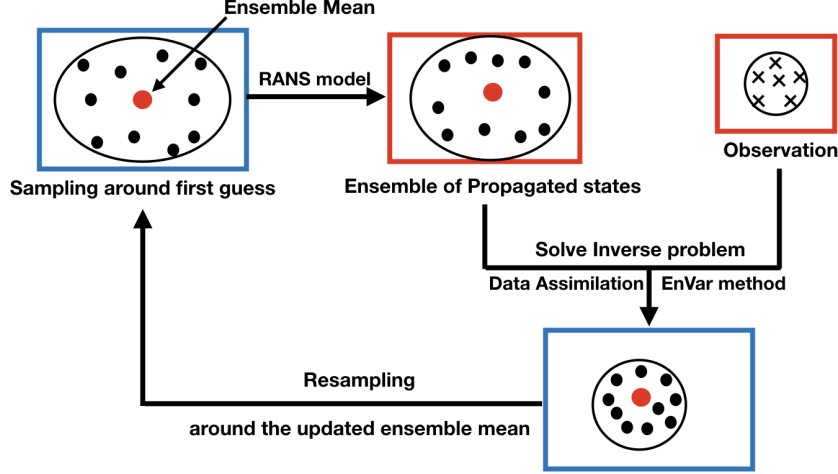 Ensemble Mean
RANS model
Sampling around first guess
Ensemble of Propagated states
Observation
Solve Inverse problem
Data Assimilation
EnVar method
Resampling
around the updated ensemble mean